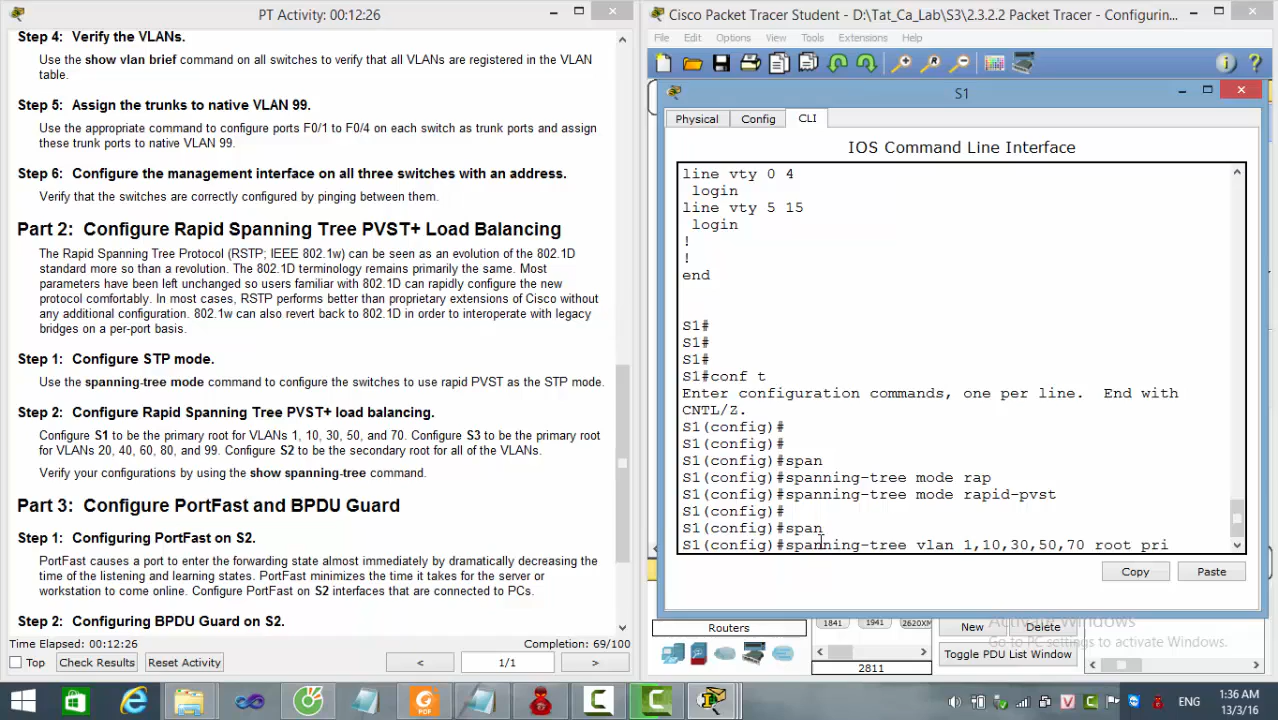 PT Activity: 00:12:26
Step 4: Verify the VLANs.
Use the show vlan brief command on all switches to verify that all VLANs are registered in the VLAN
table.
Step 5: Assign the trunks to native VLAN 99.
Use the appropriate command to configure ports F0/1 to F0/4 on each switch as trunk ports and assign
these trunk ports to native VLAN 99.
Step 6: Configure the management interface on all three switches with an address.
Verify that the switches are correctly configured by pinging between them.
Part 2: Configure Rapid Spanning Tree PVST+ Load Balancing
The Rapid Spanning Tree Protocol (RSTP; IEEE 802.1w) can be seen as an evolution of the 802.1D
standard more so than a revolution. The 802.1D terminology remains primarily the same. Most
parameters have been left unchanged so users familiar with 802.1D can rapidly configure the new
protocol comfortably. In most cases, RSTP performs better than proprietary extensions of Cisco without
any additional configuration. 802.1w can also revert back to 802.1D in order to interoperate with legacy
bridges on a per-port basis.
Step 1: Configure STP mode.
Use the spanning-tree mode command to configure the switches to use rapid PVST as the STP mode.
Step 2: Configure Rapid Spanning Tree PVST+ load balancing.
Configure S1 to be the primary root for VLANs 1, 10, 30, 50, and 70. Configure S3 to be the primary root
for VLANs 20, 40, 60, 80, and 99. Configure S2 to be the secondary root for all of the VLANs.
Verify your configurations by using the show spanning-tree command.
Part 3: Configure PortFast and BPDU Guard
Step 1: Configuring PortFast on S2.
PortFast causes a port to enter the forwarding state almost immediately by dramatically decreasing the
time of the listening and learning states. PortFast minimizes the time it takes for the server or
workstation to come online. Configure PortFast on S2 interfaces that are connected to PCs.
Step 2: Configuring BPDU Guard on S2.
Time Elapsed: 00:12:26
Completion: 69/100
Top
Check Results
Reset Activity
<
1/1
>
Cisco Packet Tracer Student - D:\Tat_Ca_Lab\S3\2.3.2.2 Packet Tracer - Configurin...
File Edit Options View Tools Extensions Help
S1
Physical Config CLI
IOS Command Line Interface
line vty 0 4
login
line vty 5 15
login
!
!
end
S1#
S1#
S1#
S1#conf t
Enter configuration commands, one per line. End with
CNTL/Z.
S1(config)#
S1(config)#
S1(config)#span
S1(config)#spanning-tree mode rap
S1(config)#spanning-tree mode rapid-pvst
S1(config)#
S1(config)#span
S1(config)#spanning-tree vlan 1,10,30,50,70 root pri
Copy
Paste
Activate Windows
Go to PC settings to activate Windows.
Routers
1841 1941 2620XM
2811
New
Delete
Toggle PDU List Window
ENG
1:36 AM
13/3/16